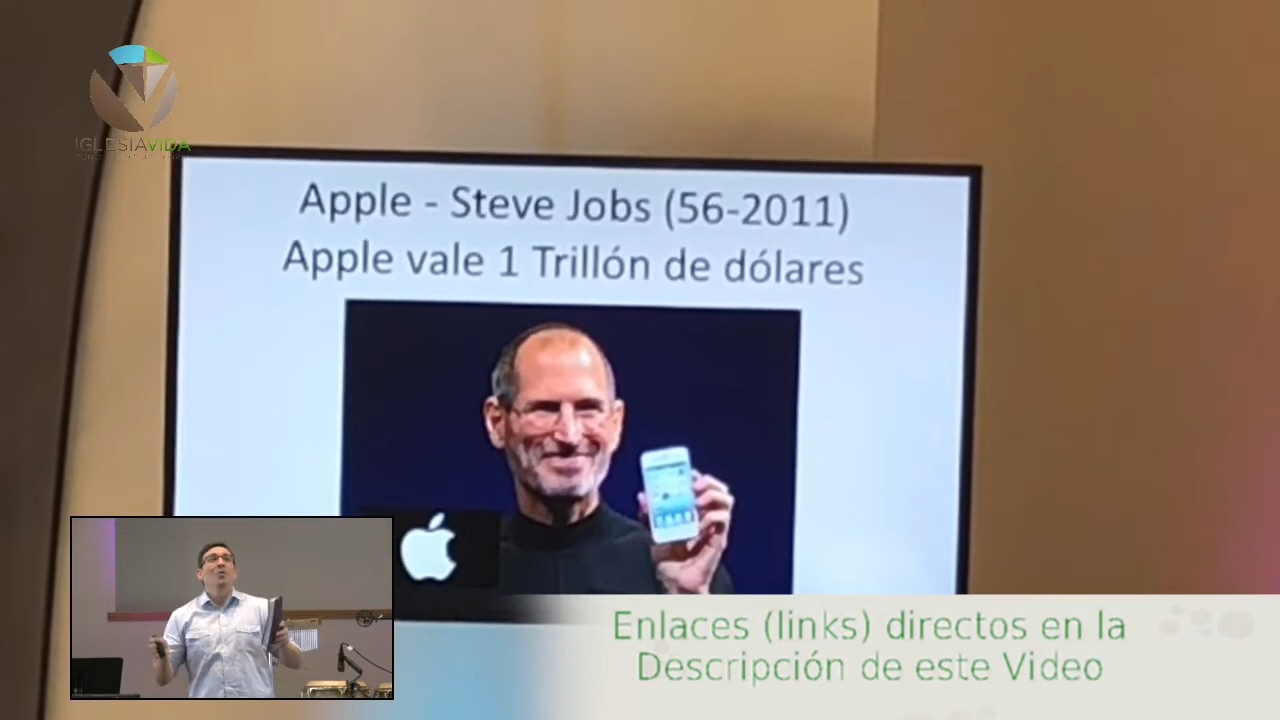 IGLESIAVIDA
Apple - Steve Jobs (56-2011)
Apple vale 1 Trillón de dólares
Enlaces (links) directos en la
Descripción de este Video